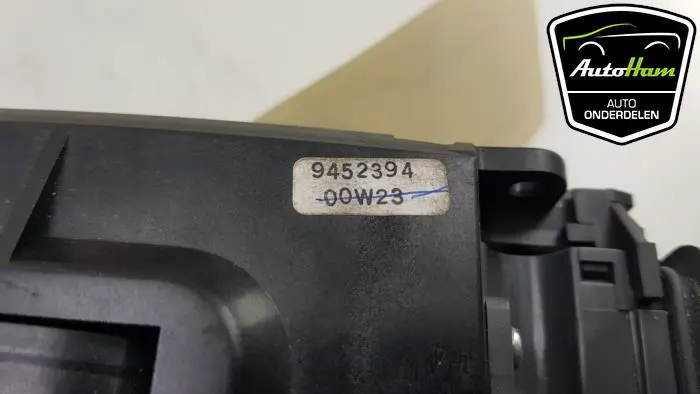 AutoHam
AUTO
ONDERDELEN
9452394
00W23